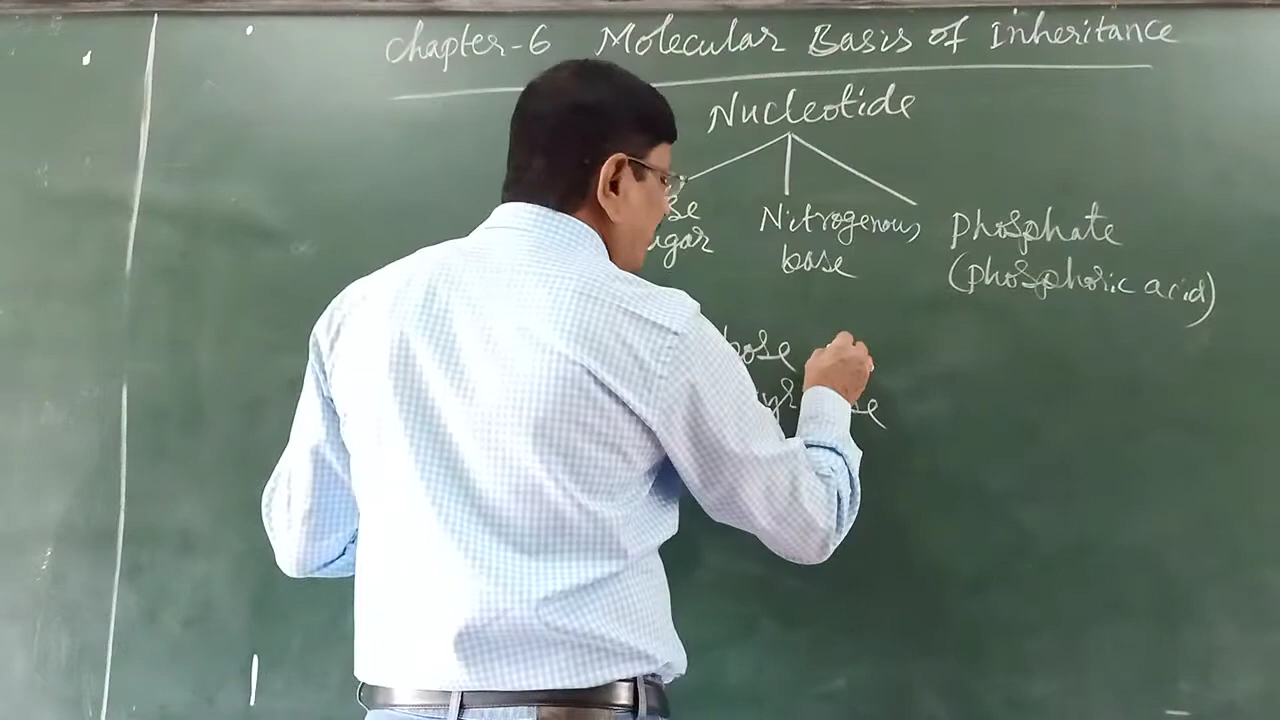 Chapter-6 Molecular Basis of Inheritance
Nucleotide
Nitrogenous
base
Phosphate
(phosphoric acid)